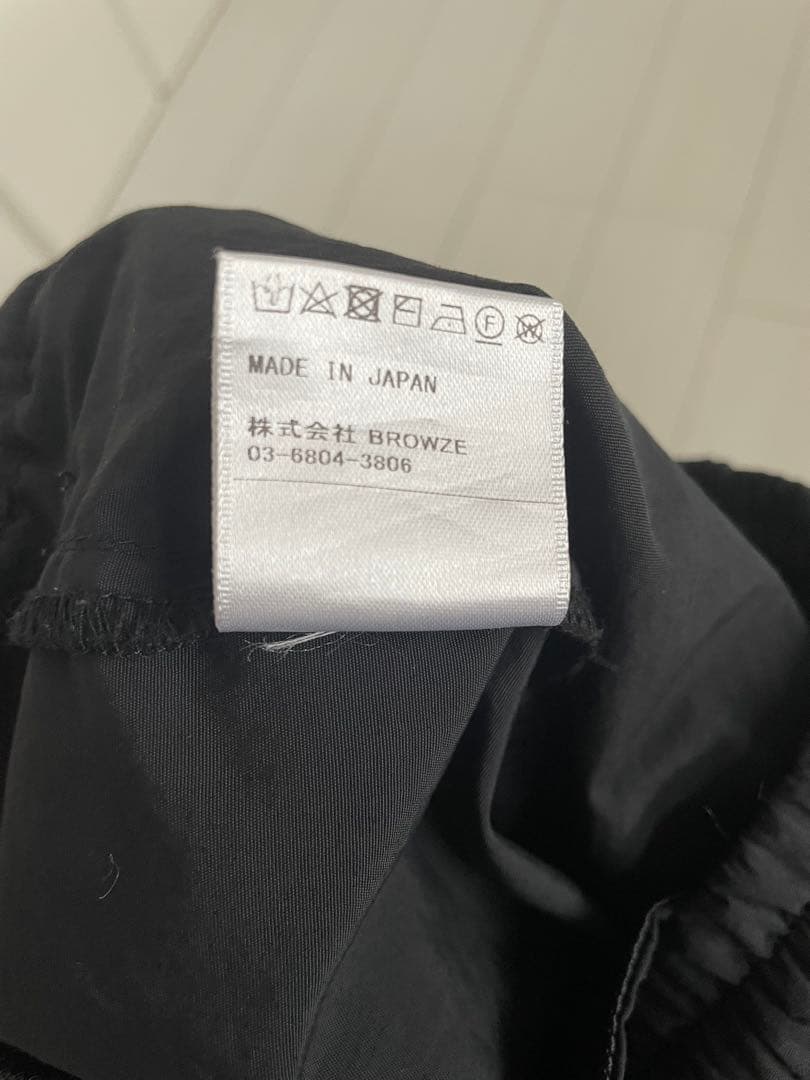 F W
MADE IN JAPAN
株式会社 BROWZE
03-6804-3806